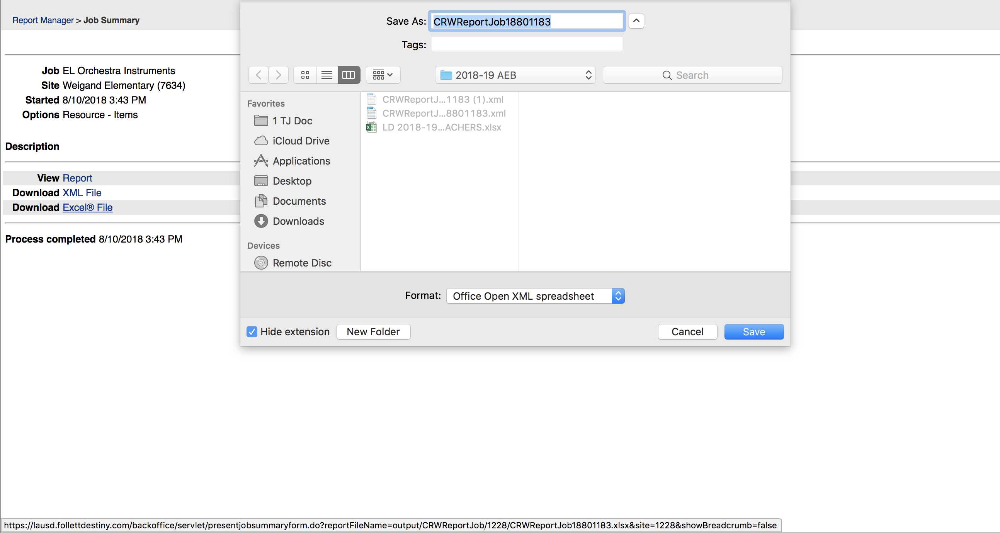 Report Manager > Job Summary
Job EL Orchestra Instruments
Site Weigand Elementary (7634)
Started 8/10/2018 3:43 PM
Options Resource - Items
Description
View Report
Download XML File
Download Excel® File
Process completed 8/10/2018 3:43 PM
Save As: CRWReportJob18801183
Tags:
2018-19 AEB
Search
Favorites
1 TJ Doc
iCloud Drive
Applications
Desktop
Documents
Downloads
Devices
Remote Disc
CRWReportJ...1183 (1).xml
CRWReportJ...8801183.xml
LD 2018-19...ACHERS.xlsx
Format: Office Open XML spreadsheet
Hide extension
New Folder
Cancel
Save
https://lausd.follettdestiny.com/backoffice/servlet/presentjobsummaryform.do?reportFileName=output/CRWReportJob/1228/CRWReportJob18801183.xlsx&site=1228&showBreadcrumb=false